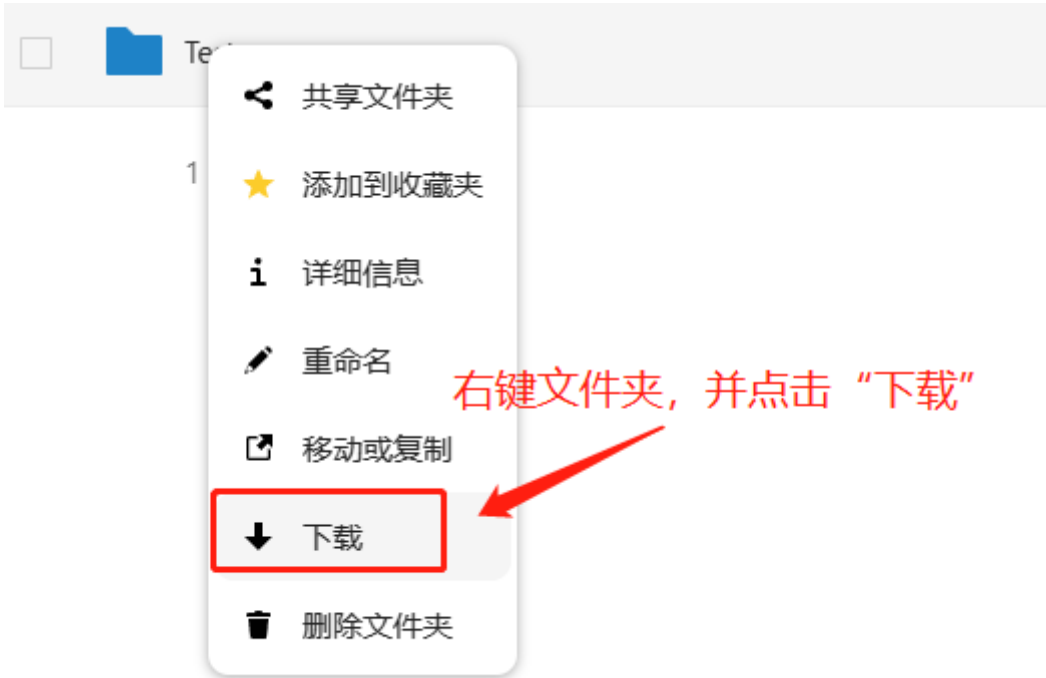 共享文件夹
1
添加到收藏夹
详细信息
重命名
右键文件夹，并点击“下载”
移动或复制
下载
删除文件夹